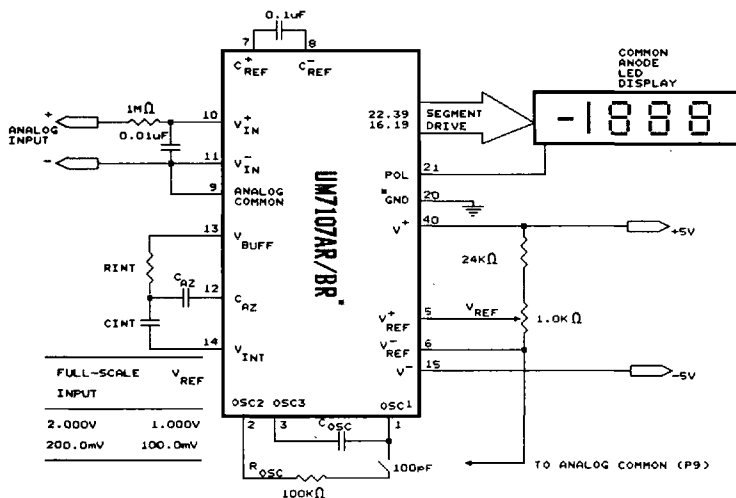 0.1uF
7
8
C+REF
C-REF
COMMON
ANODE
LED
DISPLAY
+
1MΩ
10
V+IN
ANALOG
INPUT
0.01uF
-
11
V-IN
9
ANALOG
COMMON
22.39
16.19
SEGMENT
DRIVE
-1888
21
POL
20
*GND
40
V+
+5V
UM7107AR/BR*
13
VBUFF
RINT
CAZ
12
CAZ
CINT
14
VINT
24KΩ
5
V+REF
VREF
1.0KΩ
V-REF
6
V-
15
-5V
FULL-SCALE
INPUT
VREF
2.000V 1.000V
200.0mV 100.0mV
OSC2 OSC3
OSC1
2
3
COSC
1
100pF
ROSC
100KΩ
TO ANALOG COMMON (P9)